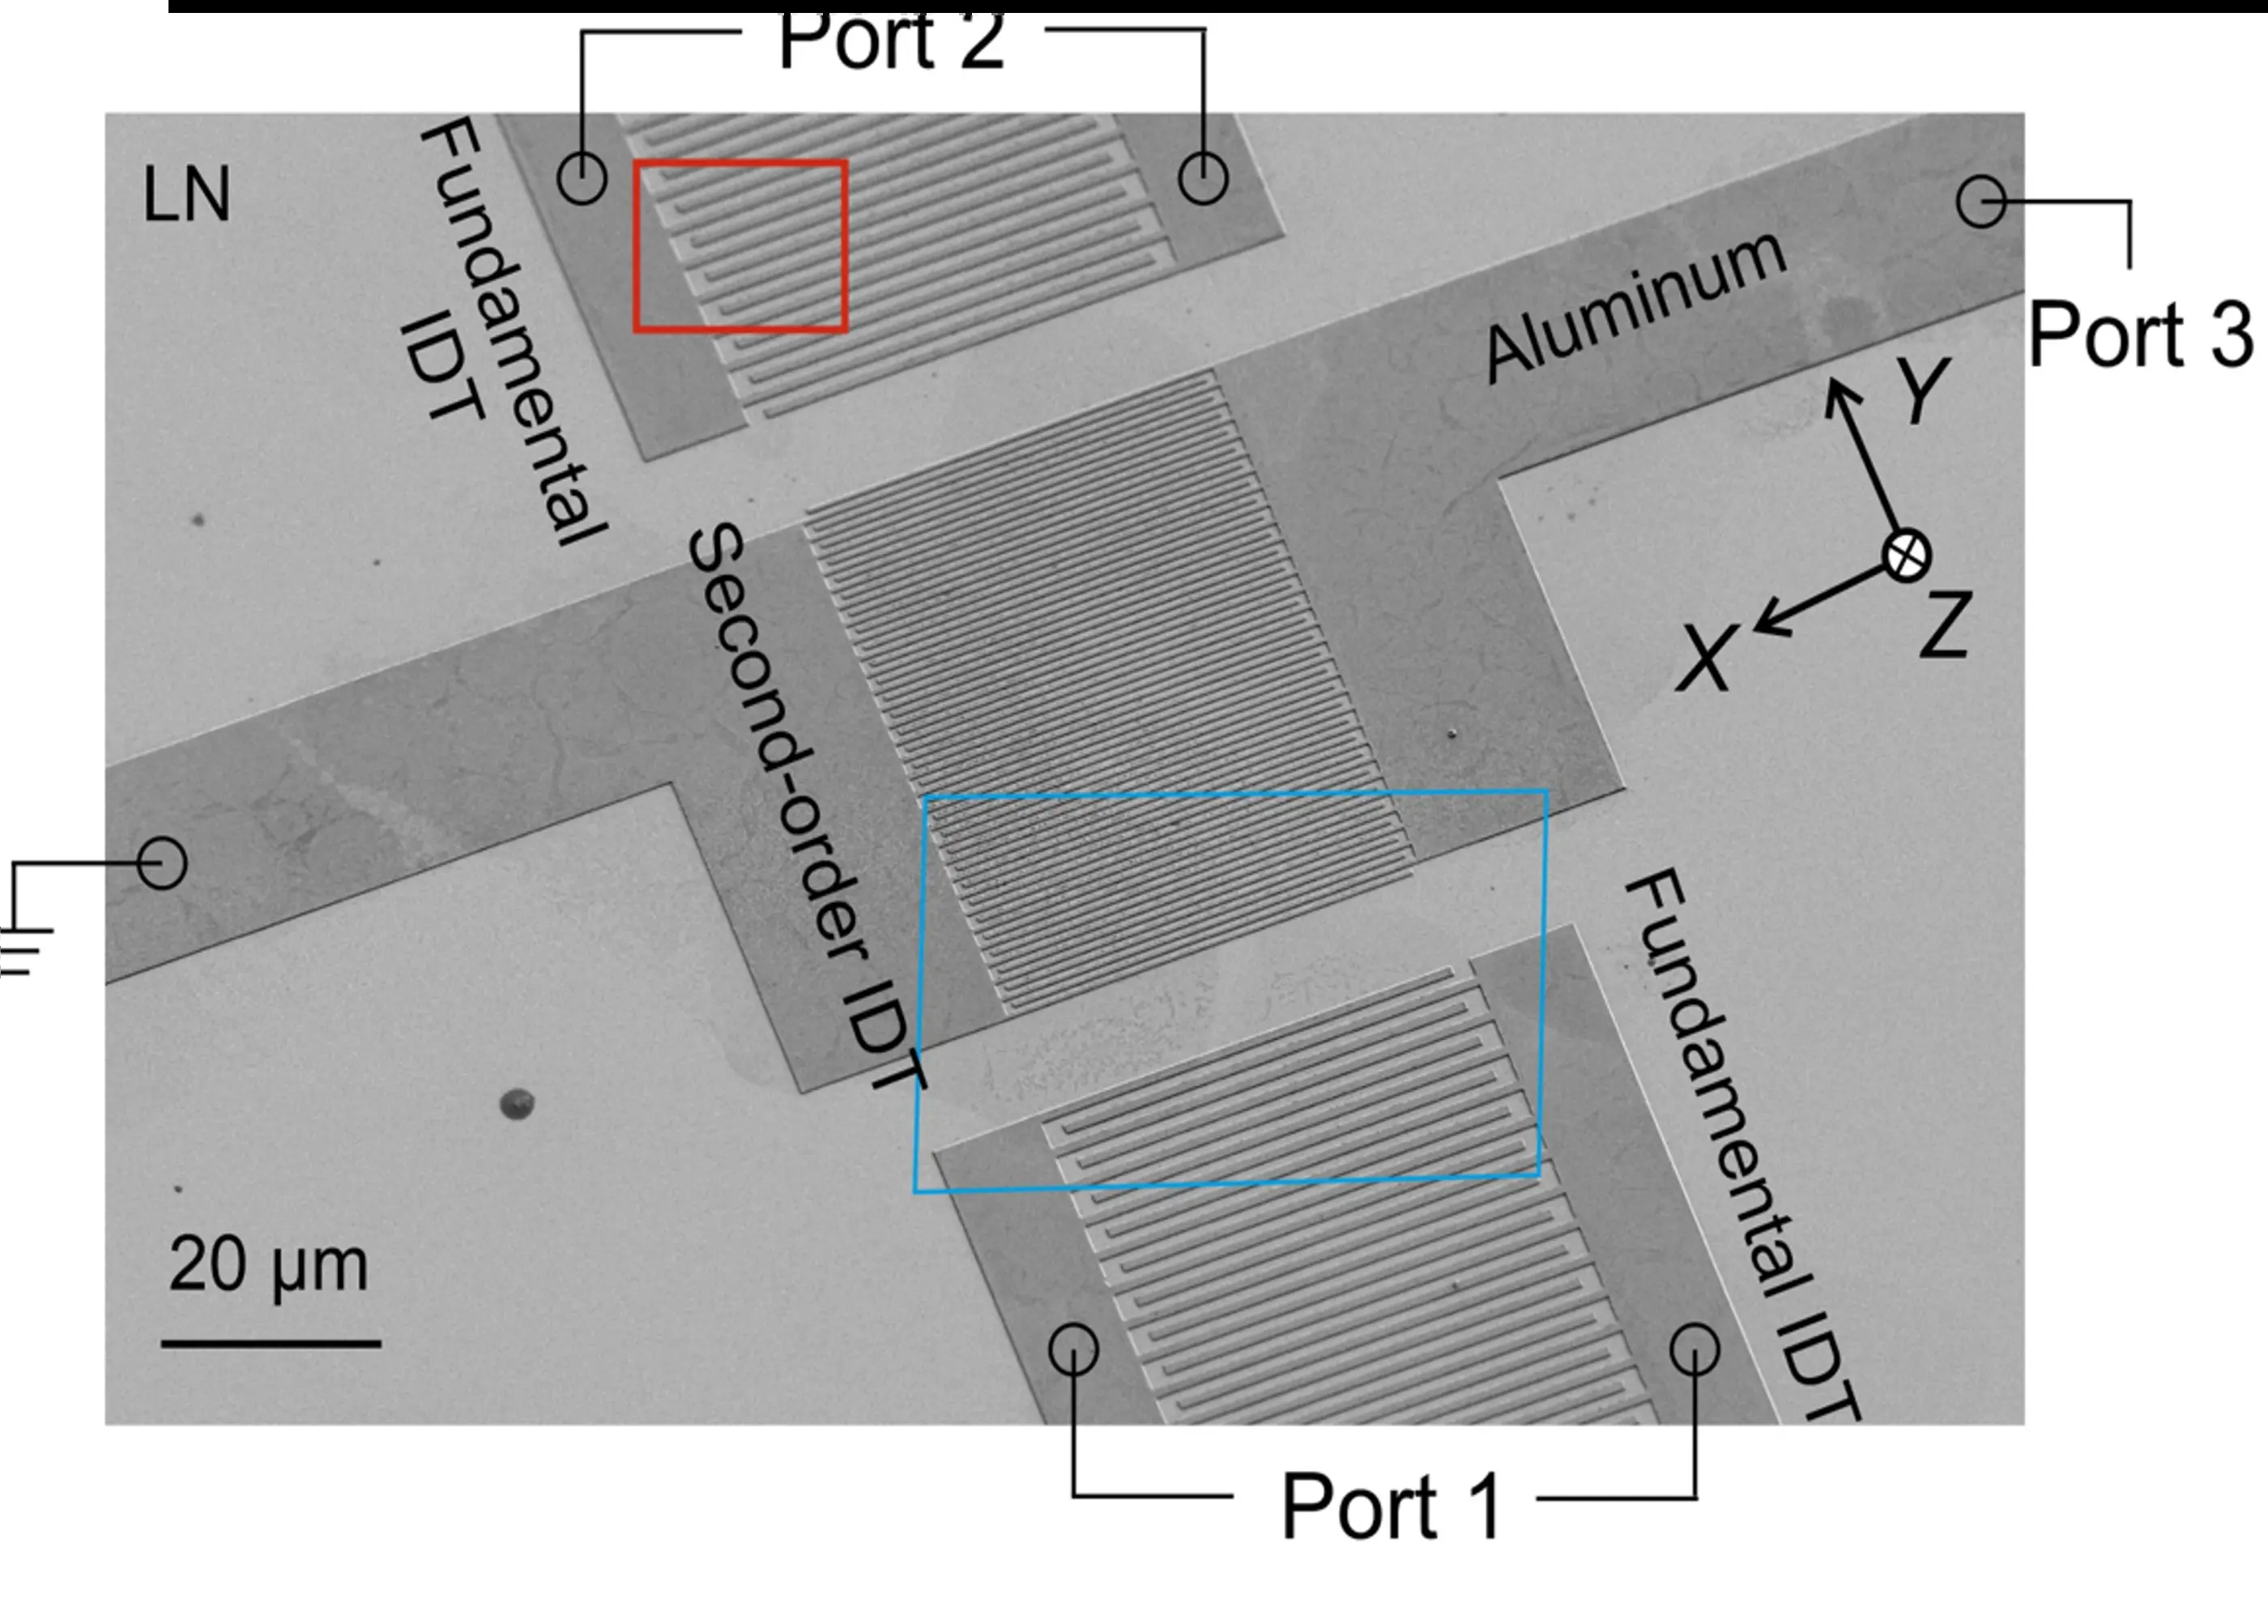 Port 2
LN
Fundamental
IDT
Aluminum
Port 3
Y
X
Z
Second-order IDT
Fundamental IDT
20 µm
Port 1